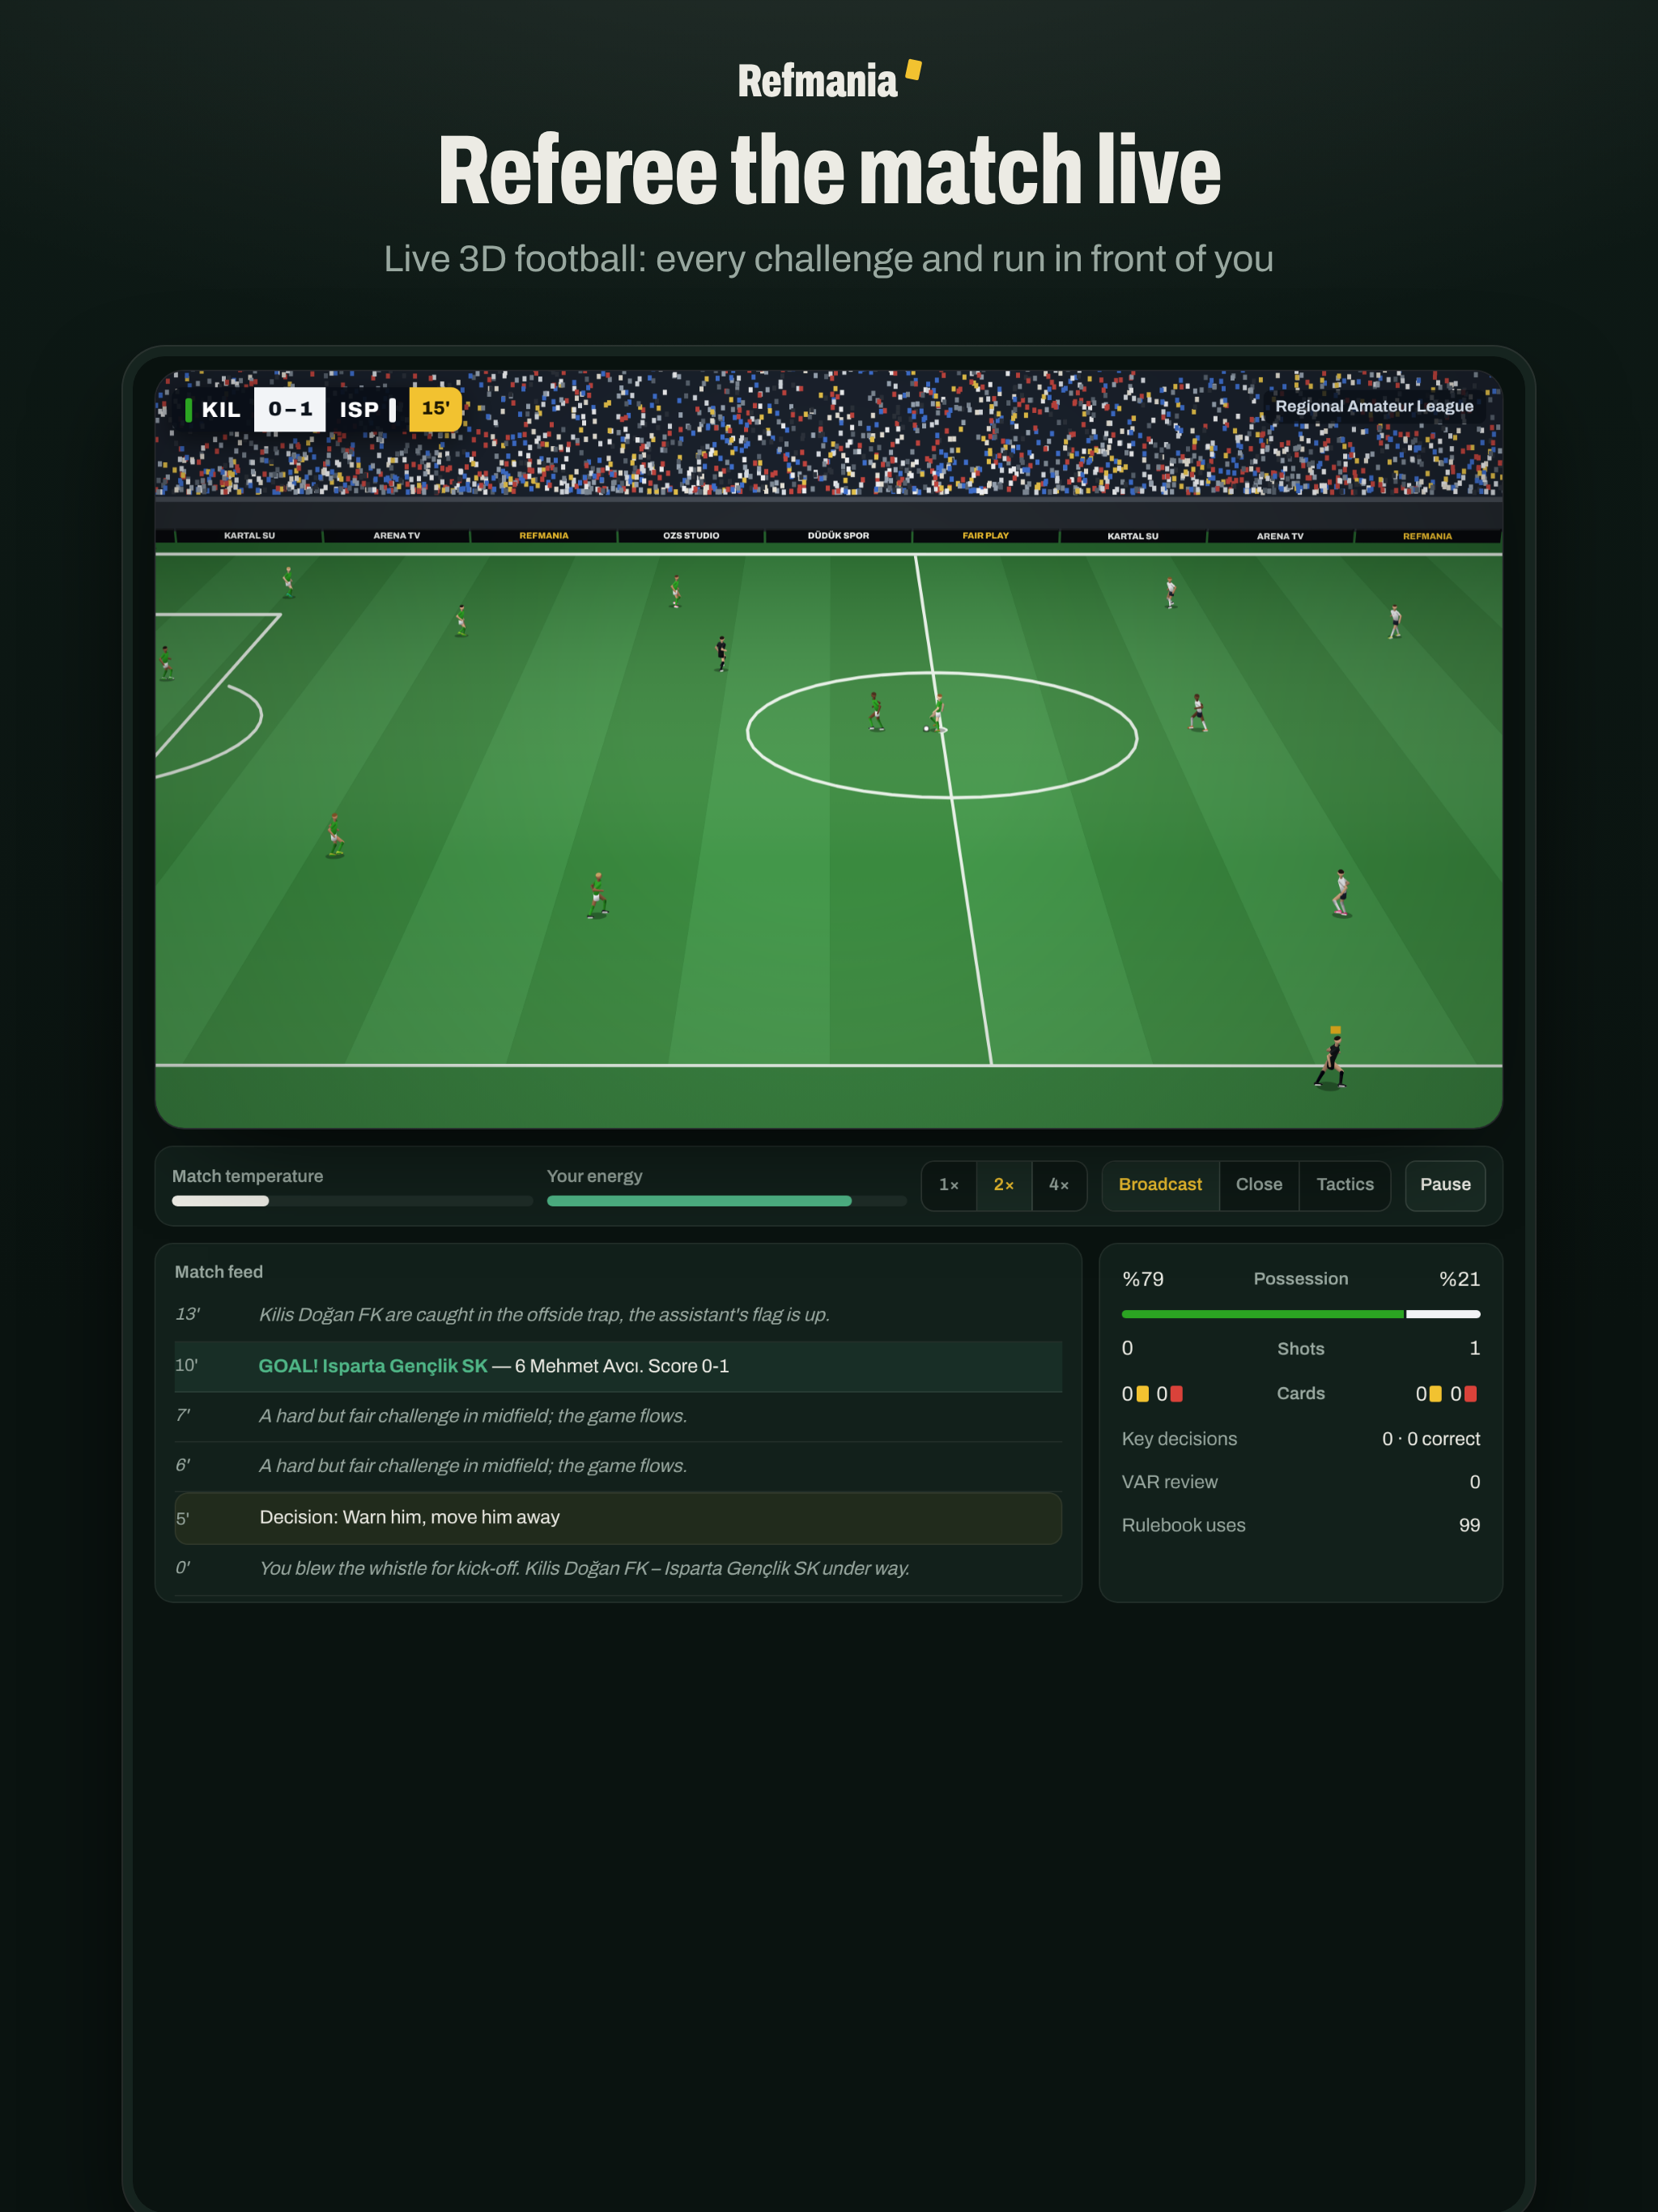 Refmania
Referee the match live
Live 3D football: every challenge and run in front of you
KIL 0-1 ISP 15'
Regional Amateur League
KARTAL SU ARENA TV REFMANIA OZS STUDIO DÜDÜK SPOR FAIR PLAY KARTAL SU ARENA TV REFMANIA
Match temperature
Your energy
1× 2× 4× Broadcast Close Tactics Pause
Match feed
13' Kilis Doğan FK are caught in the offside trap, the assistant's flag is up.
10' GOAL! Isparta Gençlik SK — 6 Mehmet Avcı. Score 0-1
7' A hard but fair challenge in midfield; the game flows.
6' A hard but fair challenge in midfield; the game flows.
5' Decision: Warn him, move him away
0' You blew the whistle for kick-off. Kilis Doğan FK – Isparta Gençlik SK under way.
%79 Possession %21
0 Shots 1
0 0 Cards 0 0
Key decisions 0 · 0 correct
VAR review 0
Rulebook uses 99